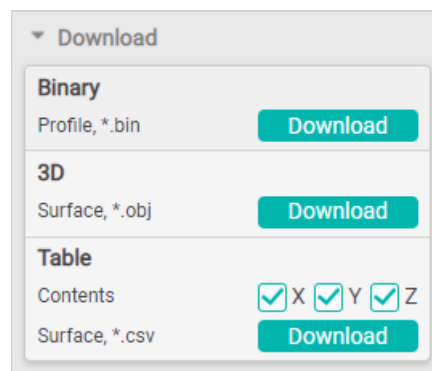 Download
Binary
Profile, *.bin Download
3D
Surface, *.obj Download
Table
Contents X Y Z
Surface, *.csv Download